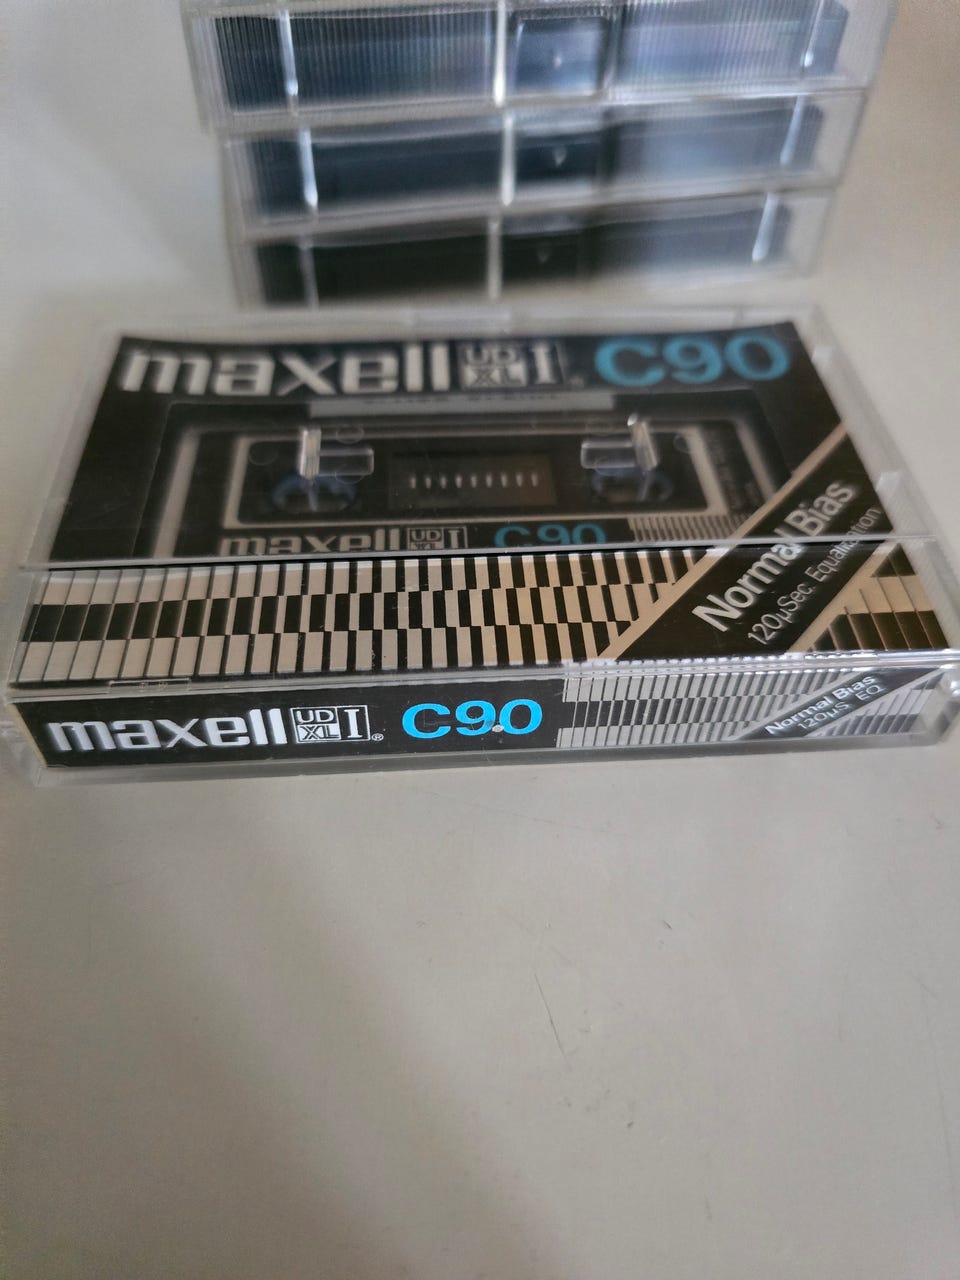 maxell UD XL I C90
maxell UD XL I C90
Normal Bias
120μSec. Equalization
maxell UD XL I ® C90
Normal Bias
120μS EQ